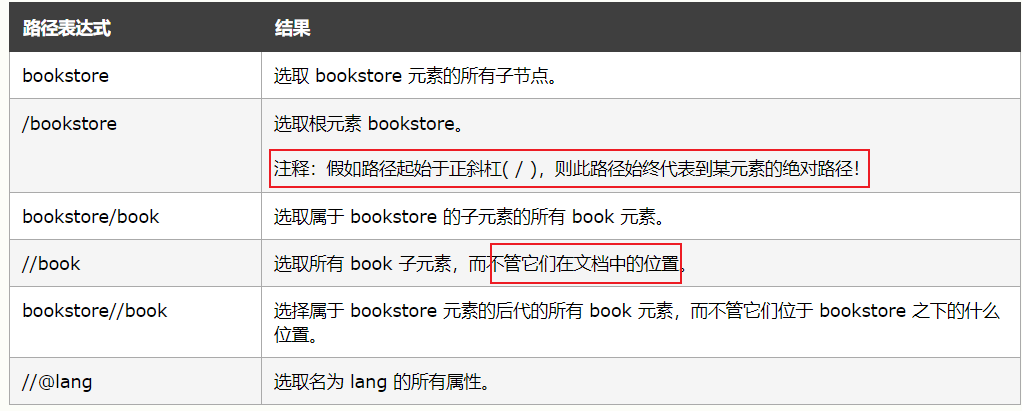 路径表达式 结果
bookstore 选取 bookstore 元素的所有子节点。
/bookstore 选取根元素 bookstore。
注释：假如路径起始于正斜杠( / )，则此路径始终代表到某元素的绝对路径！
bookstore/book 选取属于 bookstore 的子元素的所有 book 元素。
//book 选取所有 book 子元素，而不管它们在文档中的位置。
bookstore//book 选择属于 bookstore 元素的后代的所有 book 元素，而不管它们位于 bookstore 之下的什么
位置。
//@lang 选取名为 lang 的所有属性。